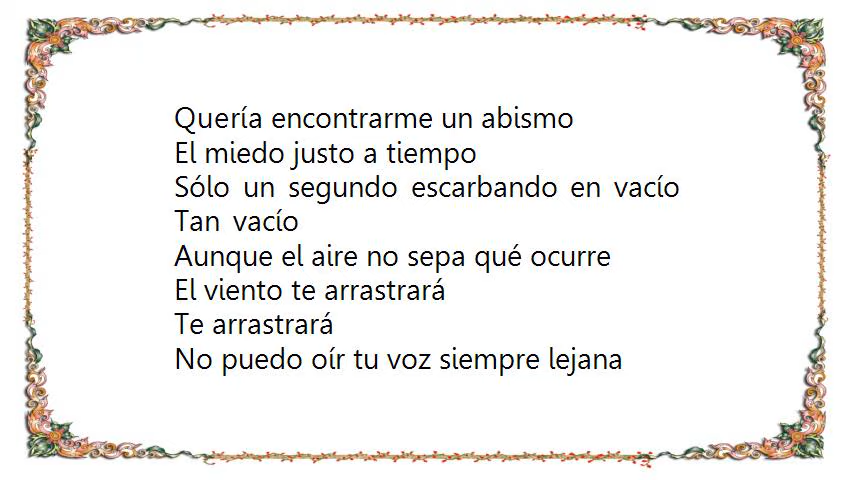 Quería encontrarme un abismo
El miedo justo a tiempo
Sólo un segundo escarbando en vacío
Tan vacío
Aunque el aire no sepa qué ocurre
El viento te arrastrará
Te arrastrará
No puedo oír tu voz siempre lejana